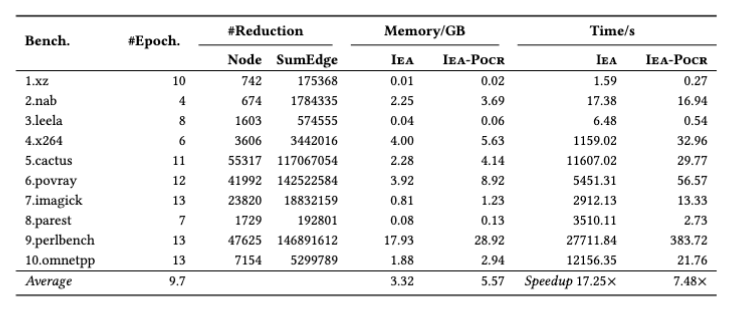 Bench. #Epoch. #Reduction Memory/GB Time/s
Node SumEdge IEA IEA-POCR IEA IEA-POCR
1.xz 10 742 175368 0.01 0.02 1.59 0.27
2.nab 4 674 1784335 2.25 3.69 17.38 16.94
3.leela 8 1603 574555 0.04 0.06 6.48 0.54
4.x264 6 3606 3442016 4.00 5.63 1159.02 32.96
5.cactus 11 55317 117067054 2.28 4.14 11607.02 29.77
6.povray 12 41992 142522584 3.92 8.92 5451.31 56.57
7.imagick 13 23820 18832159 0.81 1.23 2912.13 13.33
8.parest 7 1729 192801 0.08 0.13 3510.11 2.73
9.perlbench 13 47625 146891612 17.93 28.92 27711.84 383.72
10.omnetpp 13 7154 5299789 1.88 2.94 12156.35 21.76
Average 9.7 3.32 5.57 Speedup 17.25× 7.48×